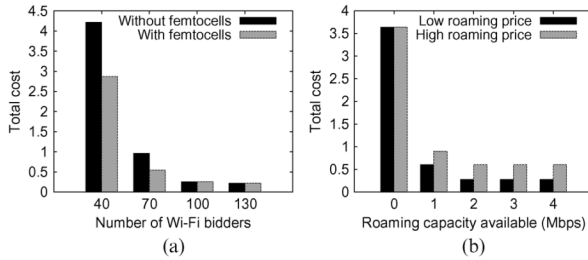 4.5
4
3.5
3
2.5
2
1.5
1
0.5
0
Total cost
Without femtocells
With femtocells
40 70 100 130
Number of Wi-Fi bidders
(a)
4
3.5
3
2.5
2
1.5
1
0.5
0
Total cost
Low roaming price
High roaming price
0 1 2 3 4
Roaming capacity available (Mbps)
(b)